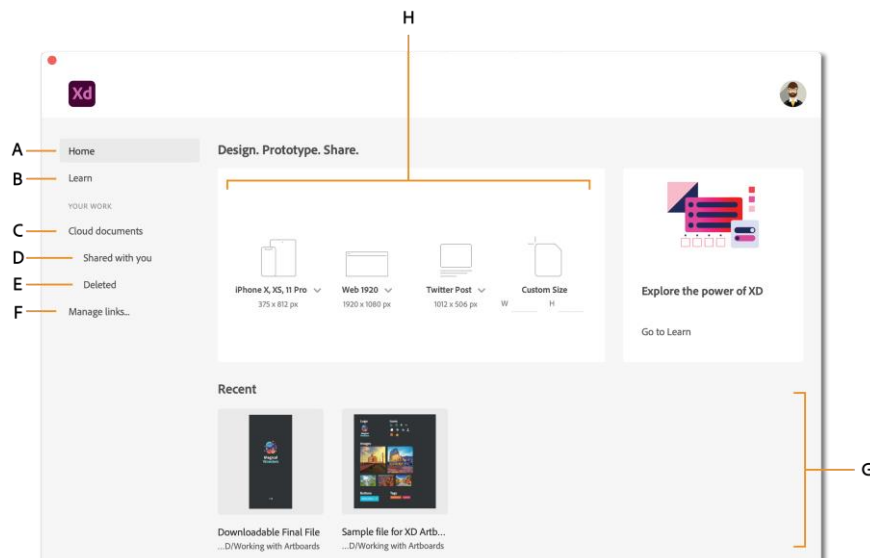 H
Xd
A
Home
B
Learn
YOUR WORK
C
Cloud documents
D
Shared with you
E
Deleted
F
Manage links...
Design. Prototype. Share.
iPhone X, XS, 11 Pro
375 x 812 px
Web 1920
1920 x 1080 px
Twitter Post
1012 x 506 px
Custom Size
W H
Explore the power of XD
Go to Learn
Recent
G
Downloadable Final File
...D/Working with Artboards
Sample file for XD Artb...
...D/Working with Artboards
Images
Buttons
Tags